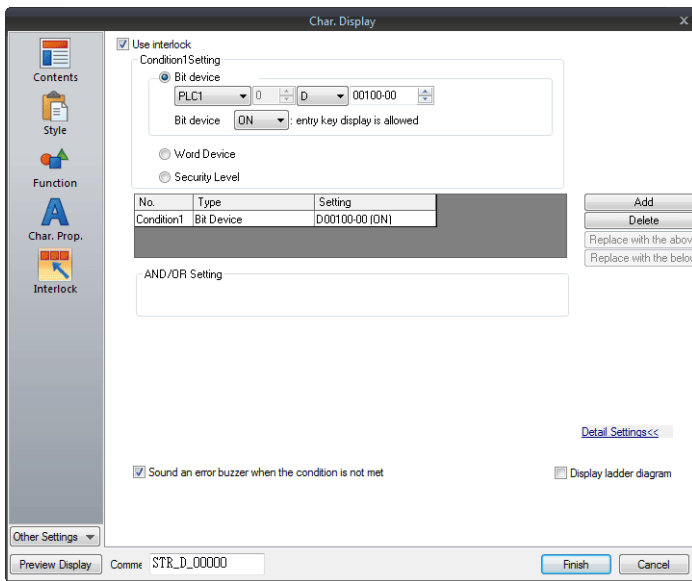 Char. Display
x
Contents
Style
Function
Char. Prop.
Interlock
Other Settings
Use interlock
Condition1Setting
Bit device
PLC1 0 D 00100-00
Bit device ON : entry key display is allowed
Word Device
Security Level
No. Type Setting
Condition1 Bit Device D00100-00 (ON)
Add
Delete
Replace with the abov
Replace with the belov
AND/OR Setting
Detail Settings<<
Sound an error buzzer when the condition is not met
Display ladder diagram
Preview Display Comme STR_D_00000 Finish Cancel